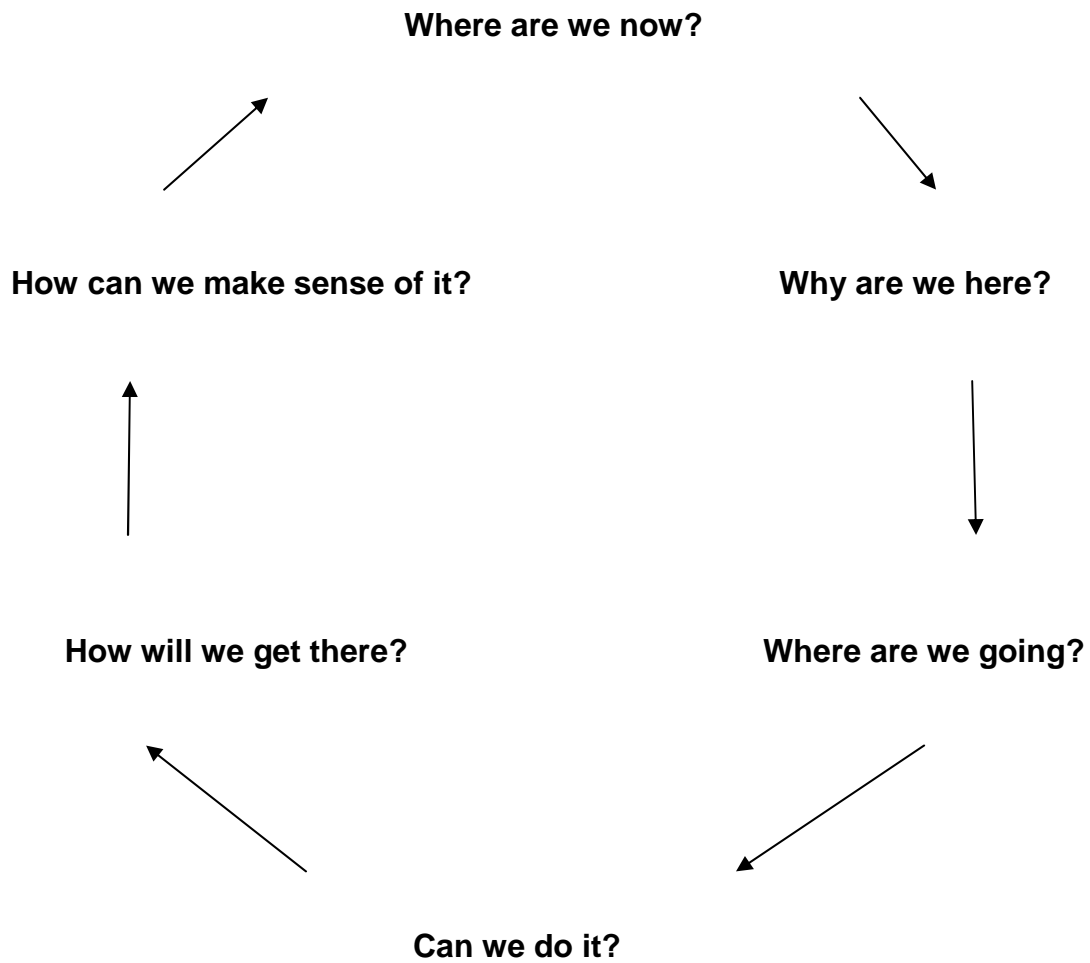 Where are we now?
How can we make sense of it?
Why are we here?
How will we get there?
Where are we going?
Can we do it?